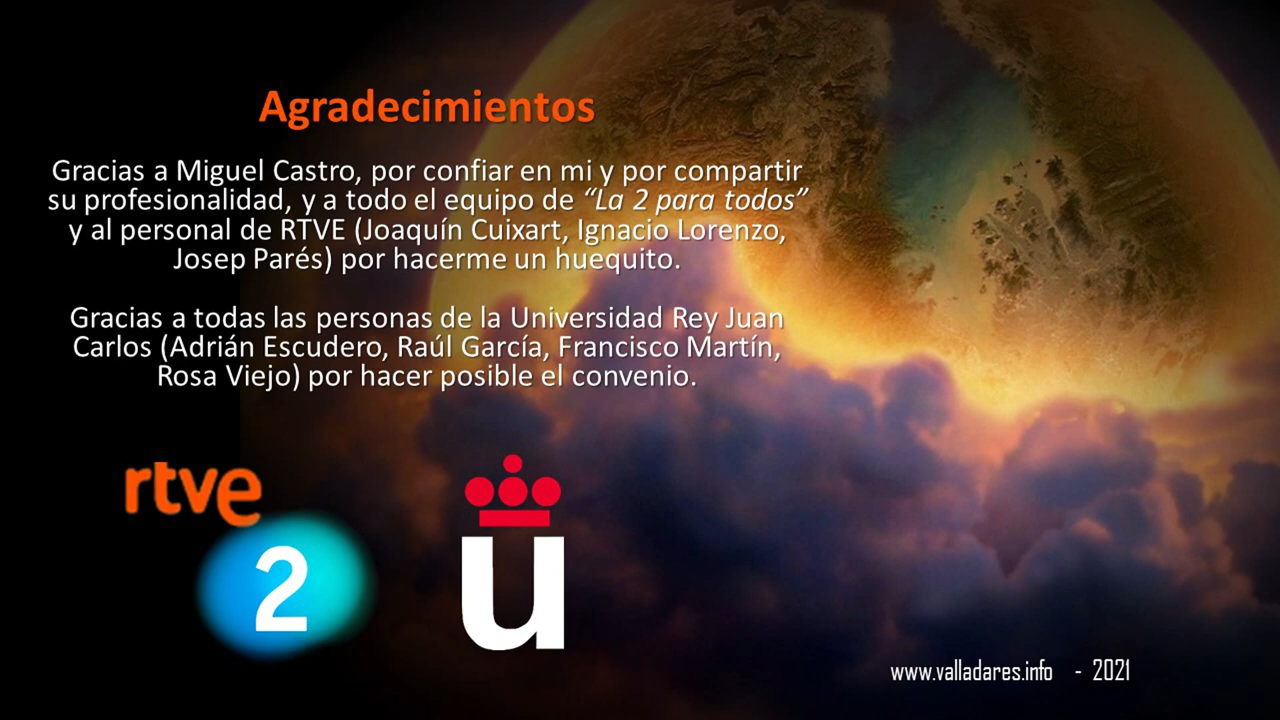 Agradecimientos
Gracias a Miguel Castro, por confiar en mi y por compartir
su profesionalidad, y a todo el equipo de “La 2 para todos”
y al personal de RTVE (Joaquín Cuixart, Ignacio Lorenzo,
Josep Parés) por hacerme un huequito.
Gracias a todas las personas de la Universidad Rey Juan
Carlos (Adrián Escudero, Raúl García, Francisco Martín,
Rosa Viejo) por hacer posible el convenio.
rtve
2
u
www.valladares.info - 2021